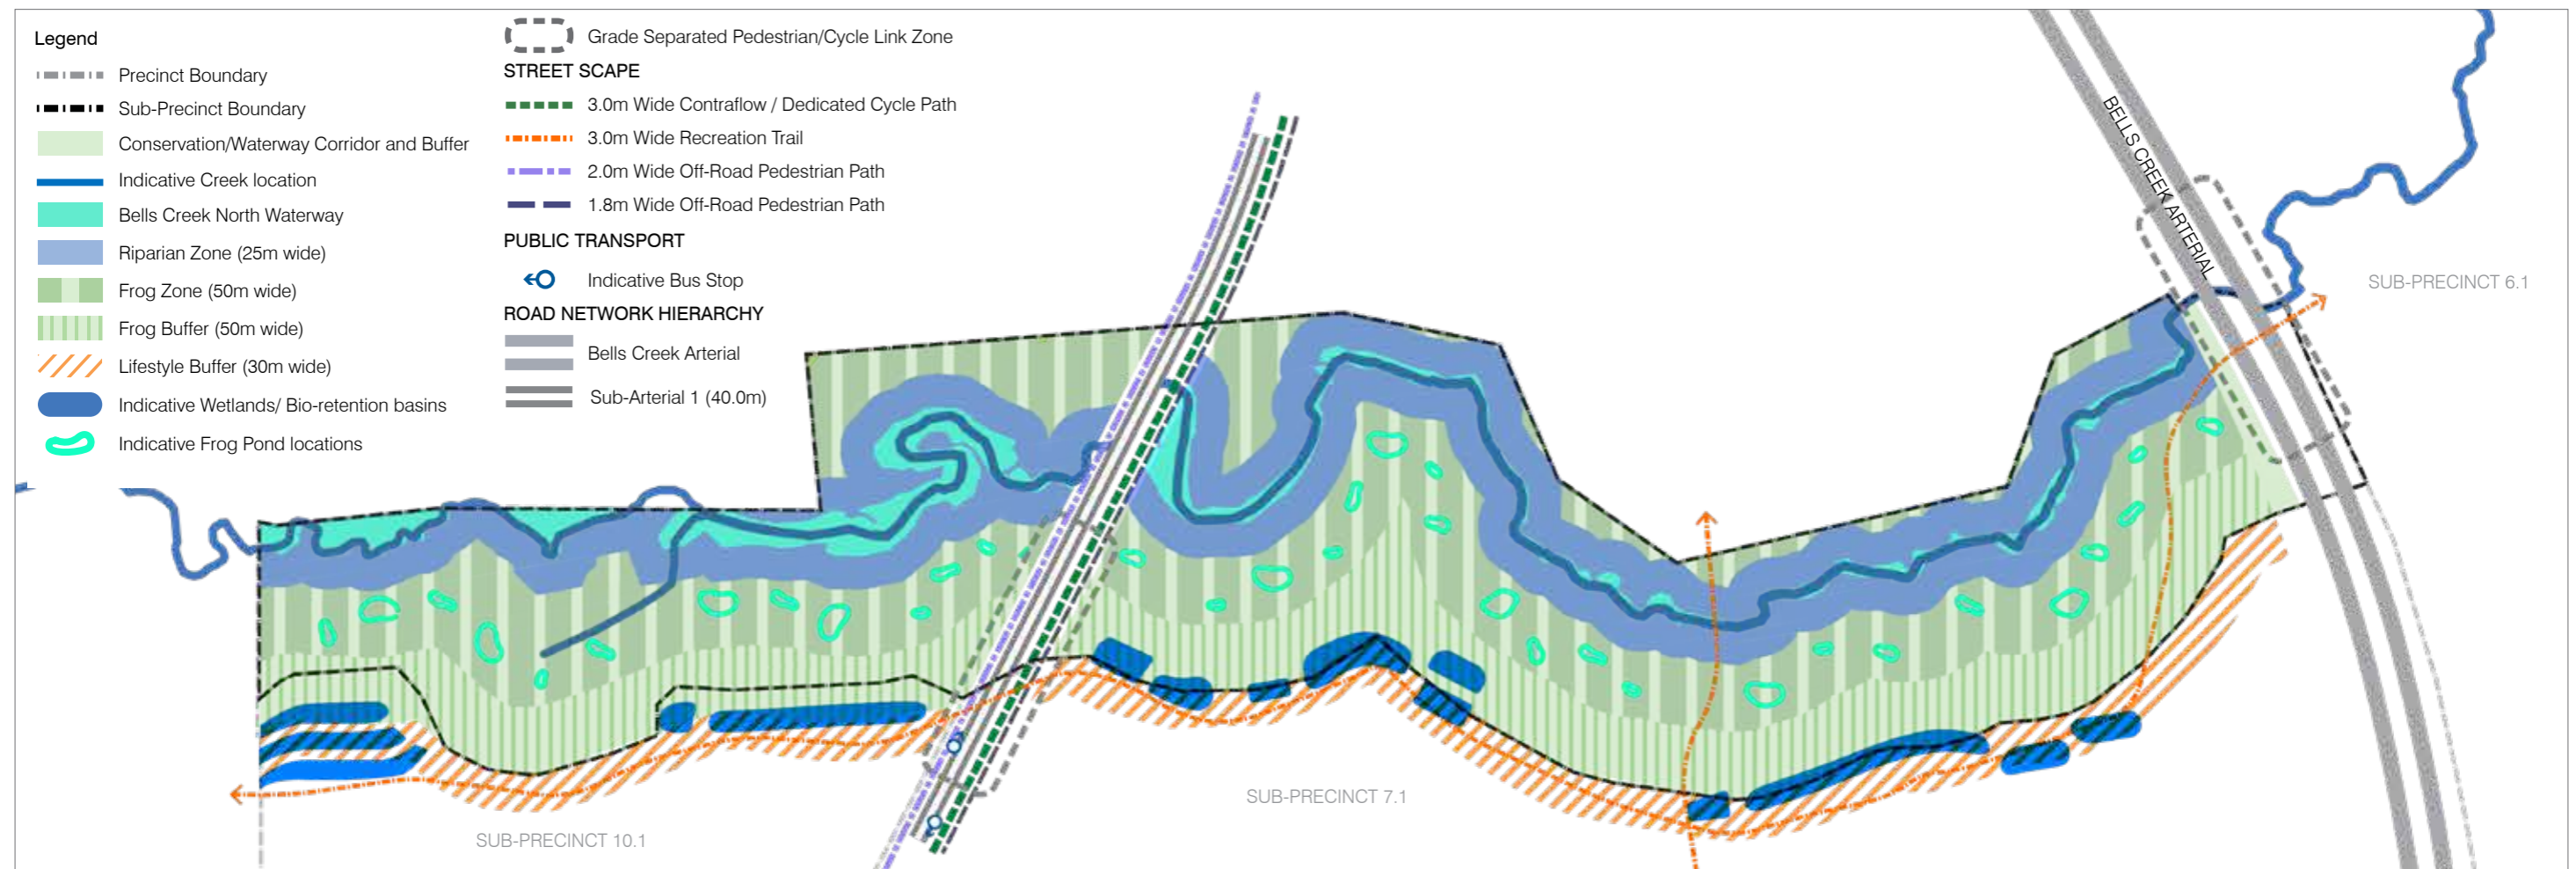 Legend
Precinct Boundary
Sub-Precinct Boundary
Conservation/Waterway Corridor and Buffer
Indicative Creek location
Bells Creek North Waterway
Riparian Zone (25m wide)
Frog Zone (50m wide)
Frog Buffer (50m wide)
Lifestyle Buffer (30m wide)
Indicative Wetlands/ Bio-retention basins
Indicative Frog Pond locations
Grade Separated Pedestrian/Cycle Link Zone
STREET SCAPE
3.0m Wide Contraflow / Dedicated Cycle Path
3.0m Wide Recreation Trail
2.0m Wide Off-Road Pedestrian Path
1.8m Wide Off-Road Pedestrian Path
PUBLIC TRANSPORT
Indicative Bus Stop
ROAD NETWORK HIERARCHY
Bells Creek Arterial
Sub-Arterial 1 (40.0m)
BELLS CREEK ARTERIAL
SUB-PRECINCT 6.1
SUB-PRECINCT 7.1
SUB-PRECINCT 10.1